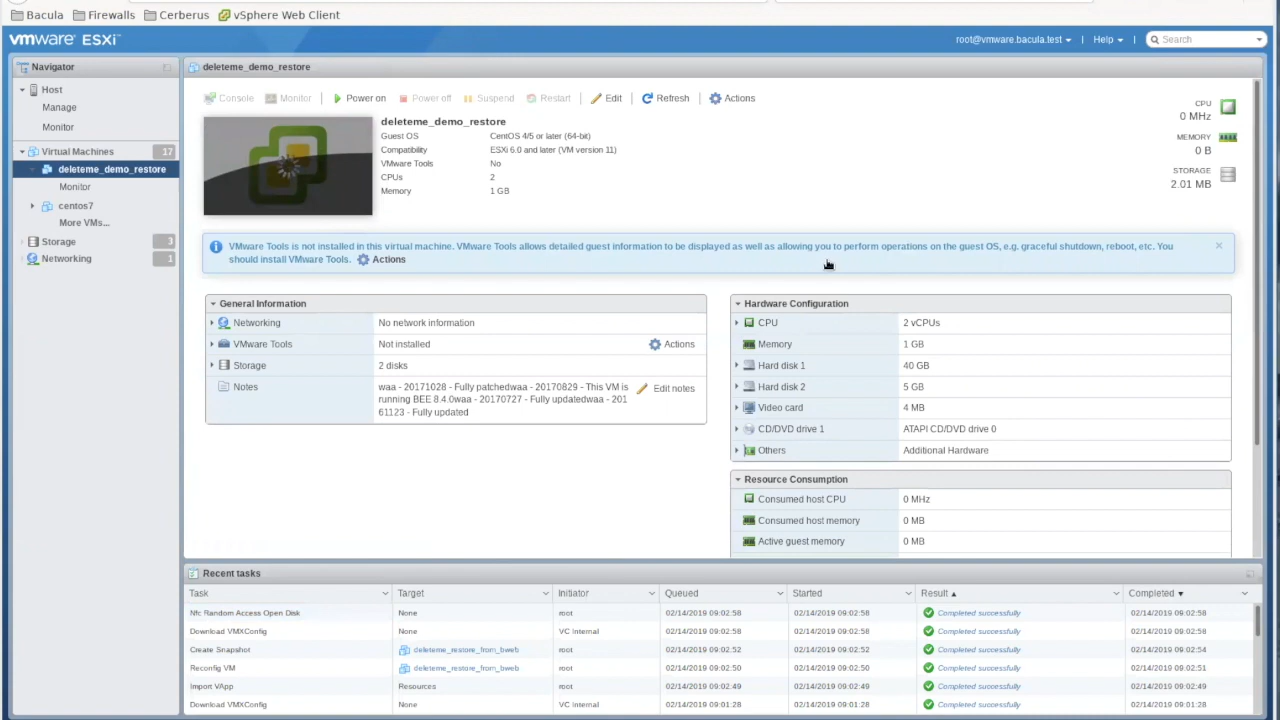 Bacula Firewalls Cerberus vSphere Web Client
vmware ESXi™ root@vmware.bacula.test | Help | Search
Navigator
Host
Manage
Monitor
Virtual Machines 17
deleteme_demo_restore
Monitor
centos7
More VMs...
Storage 3
Networking 1
deleteme_demo_restore
Console Monitor | Power on Power off Suspend Restart | Edit | Refresh | Actions
deleteme_demo_restore
Guest OS CentOS 4/5 or later (64-bit)
Compatibility ESXi 6.0 and later (VM version 11)
VMware Tools No
CPUs 2
Memory 1 GB
CPU
0 MHz
MEMORY
0 B
STORAGE
2.01 MB
VMware Tools is not installed in this virtual machine. VMware Tools allows detailed guest information to be displayed as well as allowing you to perform operations on the guest OS, e.g. graceful shutdown, reboot, etc. You
should install VMware Tools. Actions
General Information
Networking No network information
VMware Tools Not installed Actions
Storage 2 disks
Notes waa - 20171028 - Fully patchedwaa - 20170829 - This VM is
running BEE 8.4.0waa - 20170727 - Fully updatedwaa - 201
61123 - Fully updated
Edit notes
Hardware Configuration
CPU 2 vCPUs
Memory 1 GB
Hard disk 1 40 GB
Hard disk 2 5 GB
Video card 4 MB
CD/DVD drive 1 ATAPI CD/DVD drive 0
Others Additional Hardware
Resource Consumption
Consumed host CPU 0 MHz
Consumed host memory 0 MB
Active guest memory 0 MB
Recent tasks
Task Target Initiator Queued Started Result Completed
Nfc Random Access Open Disk None root 02/14/2019 09:02:58 02/14/2019 09:02:58 Completed successfully 02/14/2019 09:02:58
Download VMXConfig None VC Internal 02/14/2019 09:02:58 02/14/2019 09:02:58 Completed successfully 02/14/2019 09:02:58
Create Snapshot deleteme_restore_from_bweb root 02/14/2019 09:02:52 02/14/2019 09:02:52 Completed successfully 02/14/2019 09:02:54
Reconfig VM deleteme_restore_from_bweb root 02/14/2019 09:02:50 02/14/2019 09:02:50 Completed successfully 02/14/2019 09:02:51
Import VApp Resources root 02/14/2019 09:02:49 02/14/2019 09:02:49 Completed successfully 02/14/2019 09:02:49
Download VMXConfig None VC Internal 02/14/2019 09:01:28 02/14/2019 09:01:28 Completed successfully 02/14/2019 09:01:28